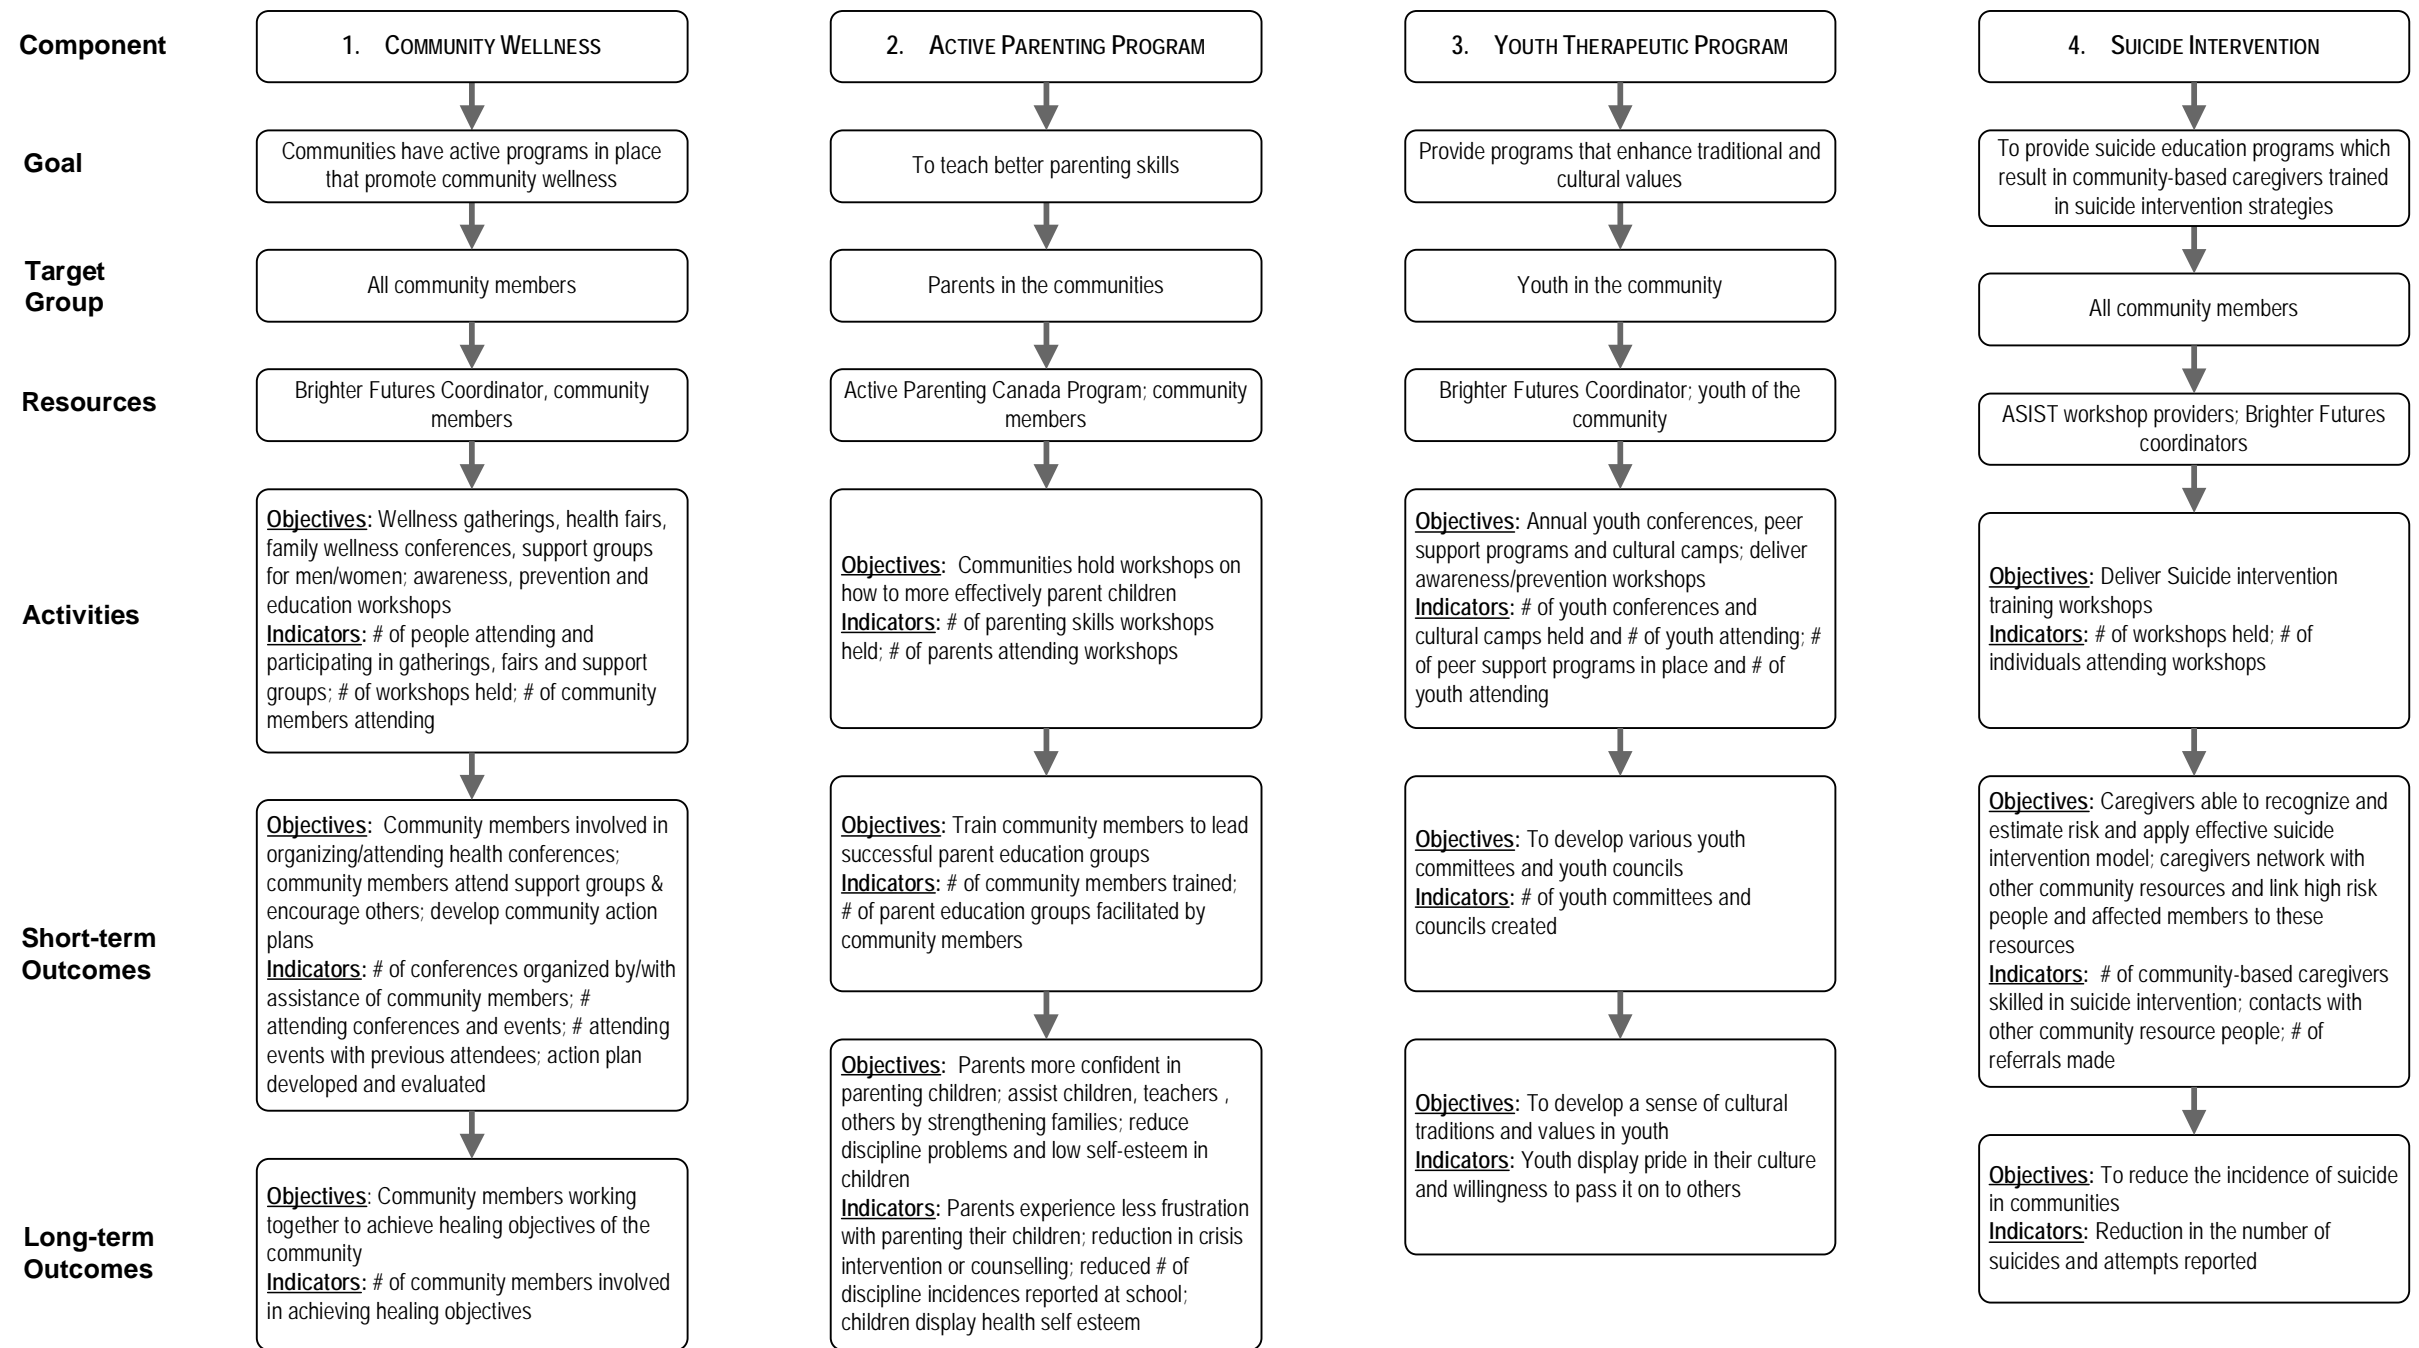 Component
1. COMMUNITY WELLNESS
2. ACTIVE PARENTING PROGRAM
3. YOUTH THERAPEUTIC PROGRAM
4. SUICIDE INTERVENTION
Goal
Communities have active programs in place
that promote community wellness
To teach better parenting skills
Provide programs that enhance traditional and
cultural values
To provide suicide education programs which
result in community-based caregivers trained
in suicide intervention strategies
Target
Group
All community members
Parents in the communities
Youth in the community
All community members
Resources
Brighter Futures Coordinator, community
members
Active Parenting Canada Program; community
members
Brighter Futures Coordinator; youth of the
community
ASIST workshop providers; Brighter Futures
coordinators
Activities
Objectives: Wellness gatherings, health fairs,
family wellness conferences, support groups
for men/women; awareness, prevention and
education workshops
Indicators: # of people attending and
participating in gatherings, fairs and support
groups; # of workshops held; # of community
members attending
Objectives: Communities hold workshops on
how to more effectively parent children
Indicators: # of parenting skills workshops
held; # of parents attending workshops
Objectives: Annual youth conferences, peer
support programs and cultural camps; deliver
awareness/prevention workshops
Indicators: # of youth conferences and
cultural camps held and # of youth attending; #
of peer support programs in place and # of
youth attending
Objectives: Deliver Suicide intervention
training workshops
Indicators: # of workshops held; # of
individuals attending workshops
Short-term
Outcomes
Objectives: Community members involved in
organizing/attending health conferences;
community members attend support groups &
encourage others; develop community action
plans
Indicators: # of conferences organized by/with
assistance of community members; #
attending conferences and events; # attending
events with previous attendees; action plan
developed and evaluated
Objectives: Train community members to lead
successful parent education groups
Indicators: # of community members trained;
# of parent education groups facilitated by
community members
Objectives: To develop various youth
committees and youth councils
Indicators: # of youth committees and
councils created
Objectives: Caregivers able to recognize and
estimate risk and apply effective suicide
intervention model; caregivers network with
other community resources and link high risk
people and affected members to these
resources
Indicators: # of community-based caregivers
skilled in suicide intervention; contacts with
other community resource people; # of
referrals made
Long-term
Outcomes
Objectives: Community members working
together to achieve healing objectives of the
community
Indicators: # of community members involved
in achieving healing objectives
Objectives: Parents more confident in
parenting children; assist children, teachers ,
others by strengthening families; reduce
discipline problems and low self-esteem in
children
Indicators: Parents experience less frustration
with parenting their children; reduction in crisis
intervention or counselling; reduced # of
discipline incidences reported at school;
children display health self esteem
Objectives: To develop a sense of cultural
traditions and values in youth
Indicators: Youth display pride in their culture
and willingness to pass it on to others
Objectives: To reduce the incidence of suicide
in communities
Indicators: Reduction in the number of
suicides and attempts reported